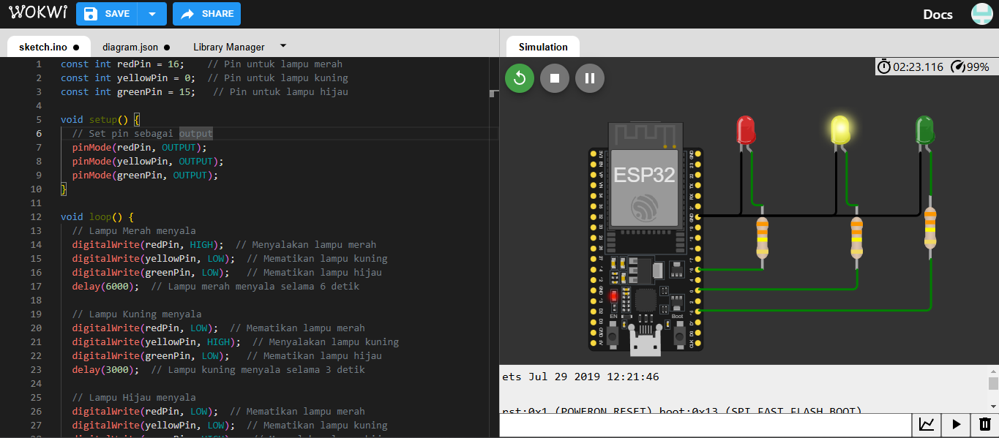 WOKWI SAVE SHARE Docs
sketch.ino diagram.json Library Manager
Simulation
02:23.116 99%
1 const int redPin = 16;    // Pin untuk lampu merah
2 const int yellowPin = 0;  // Pin untuk lampu kuning
3 const int greenPin = 15;   // Pin untuk lampu hijau
4
5 void setup() {
6   // Set pin sebagai output
7   pinMode(redPin, OUTPUT);
8   pinMode(yellowPin, OUTPUT);
9   pinMode(greenPin, OUTPUT);
10 }
11
12 void loop() {
13   // Lampu Merah menyala
14   digitalWrite(redPin, HIGH);  // Menyalakan lampu merah
15   digitalWrite(yellowPin, LOW);  // Mematikan lampu kuning
16   digitalWrite(greenPin, LOW);   // Mematikan lampu hijau
17   delay(6000);  // Lampu merah menyala selama 6 detik
18
19   // Lampu Kuning menyala
20   digitalWrite(redPin, LOW);  // Mematikan lampu merah
21   digitalWrite(yellowPin, HIGH);  // Menyalakan lampu kuning
22   digitalWrite(greenPin, LOW);   // Mematikan lampu hijau
23   delay(3000);  // Lampu kuning menyala selama 3 detik
24
25   // Lampu Hijau menyala
26   digitalWrite(redPin, LOW);  // Mematikan lampu merah
27   digitalWrite(yellowPin, LOW);  // Mematikan lampu kuning
ESP32
EN Boot
ets Jul 29 2019 12:21:46
rst:0x1 (POWERON_RESET),boot:0x13 (SPI_FAST_FLASH_BOOT)